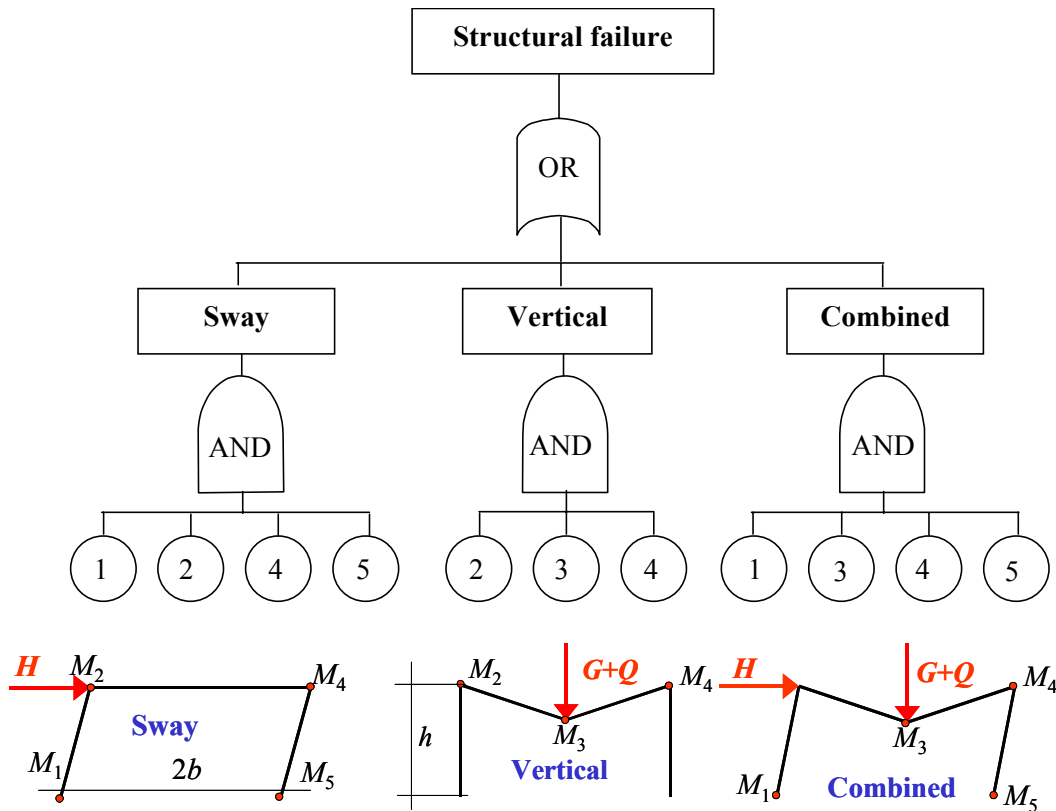 Structural failure
OR
Sway Vertical Combined
AND AND AND
1 2 4 5 2 3 4 1 3 4 5
H M2 M4 Sway M1 2b M5
M2 G+Q M4 h M3 Vertical
H G+Q M4 M3 M1 Combined M5